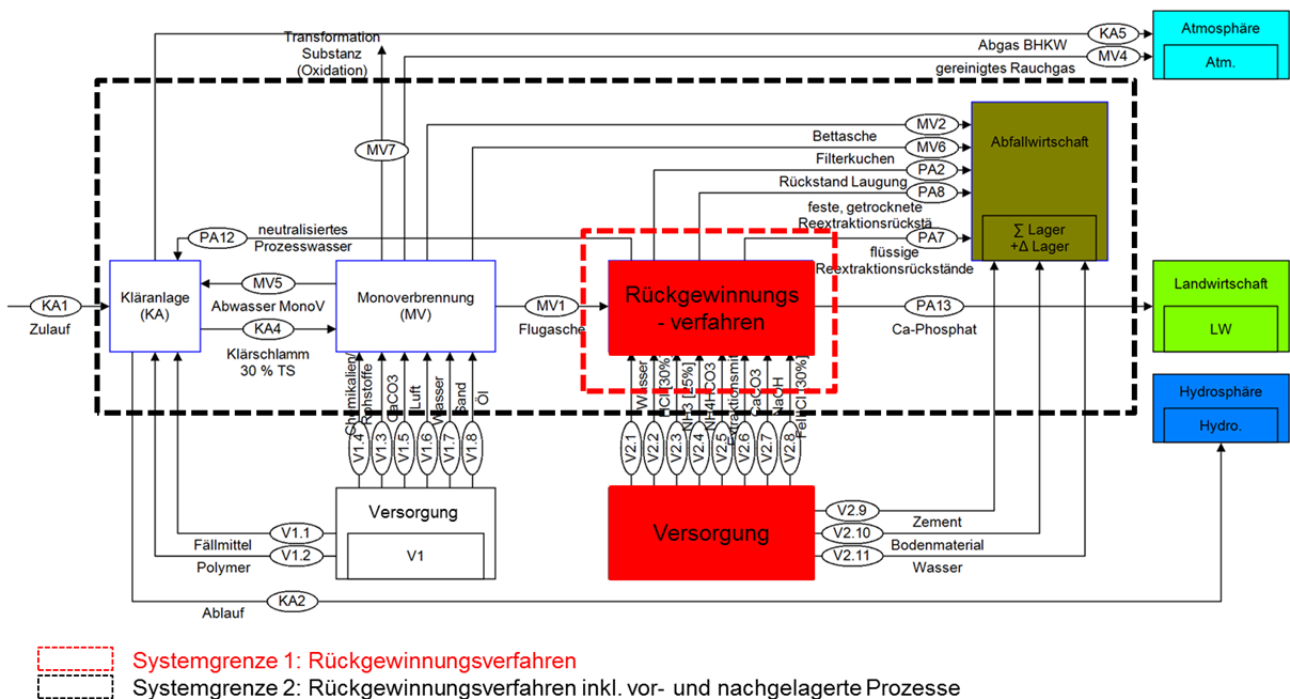 Transformation
Substanz
(Oxidation)
KA5
Abgas BHKW
MV4
gereinigtes Rauchgas
Atmosphäre
Atm.
MV7
MV2
Bettasche
MV6
Filterkuchen
PA2
Rückstand Laugung
PA8
feste, getrocknete
Reextraktionsrückstä
PA7
flüssige
Reextraktionsrückstände
Abfallwirtschaft
∑ Lager
+Δ Lager
PA12
neutralisiertes
Prozesswasser
KA1
Zulauf
Kläranlage
(KA)
MV5
Abwasser MonoV
KA4
Klärschlamm
30 % TS
Monoverbrennung
(MV)
MV1
Flugasche
Rückgewinnungs
- verfahren
PA13
Ca-Phosphat
Landwirtschaft
LW
Hydrosphäre
Hydro.
Chemikalien/
Rohstoffe
CaCO3
Luft
Wasser
Sand
Öl
V1.4
V1.3
V1.5
V1.6
V1.7
V1.8
Wasser
HCl [30%
NH3 [25%]
NH4HCO3
Extraktionsmit
CaCO3
NaOH
FeIIICl [30%]
V2.1
V2.2
V2.3
V2.4
V2.5
V2.6
V2.7
V2.8
Versorgung
V1
V1.1
Fällmittel
V1.2
Polymer
Versorgung
V2.9
Zement
V2.10
Bodenmaterial
V2.11
Wasser
KA2
Ablauf
Systemgrenze 1: Rückgewinnungsverfahren
Systemgrenze 2: Rückgewinnungsverfahren inkl. vor- und nachgelagerte Prozesse